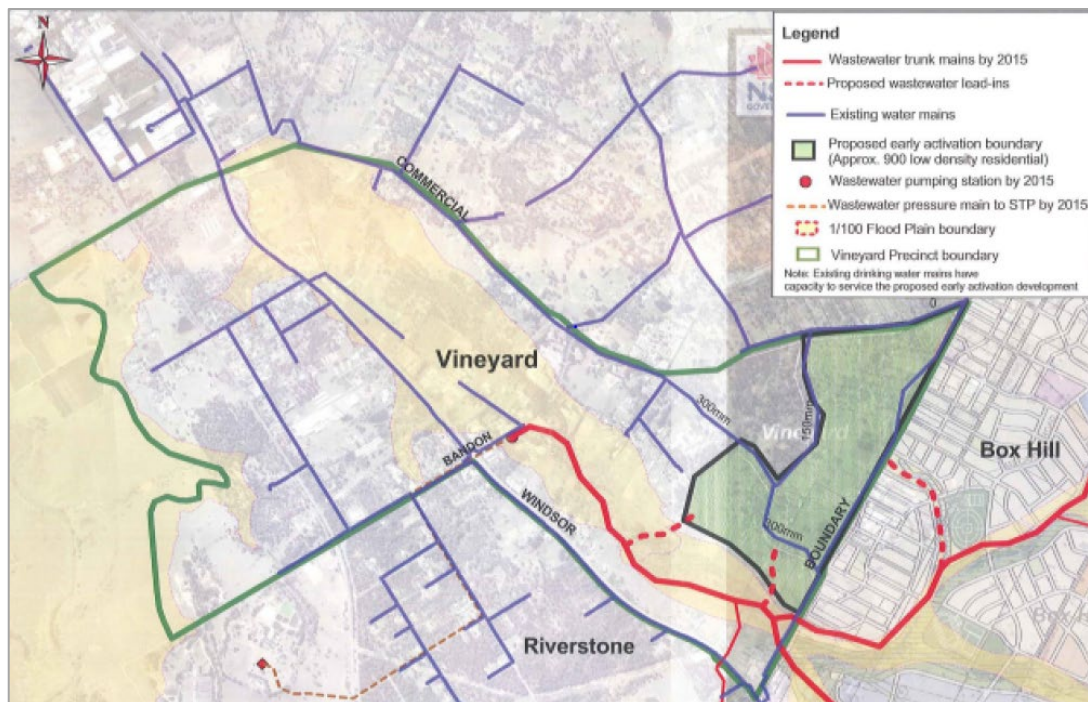 N
Legend
Wastewater trunk mains by 2015
Proposed wastewater lead-ins
Existing water mains
Proposed early activation boundary
(Approx. 900 low density residential)
Wastewater pumping station by 2015
Wastewater pressure main to STP by 2015
1/100 Flood Plain boundary
Vineyard Precinct boundary
Note: Existing drinking water mains have
capacity to service the proposed early activation development
COMMERCIAL
0
Vineyard
300mm
150mm
Vineyard
BANDON
Box Hill
WINDSOR
BOUNDARY
Riverstone